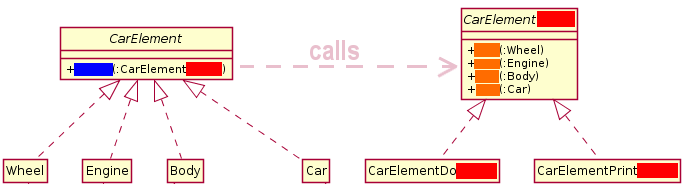 CarElement
+ (:CarElement )
calls
CarElement
+ (:Wheel)
+ (:Engine)
+ (:Body)
+ (:Car)
Wheel
Engine
Body
Car
CarElementDo
CarElementPrint